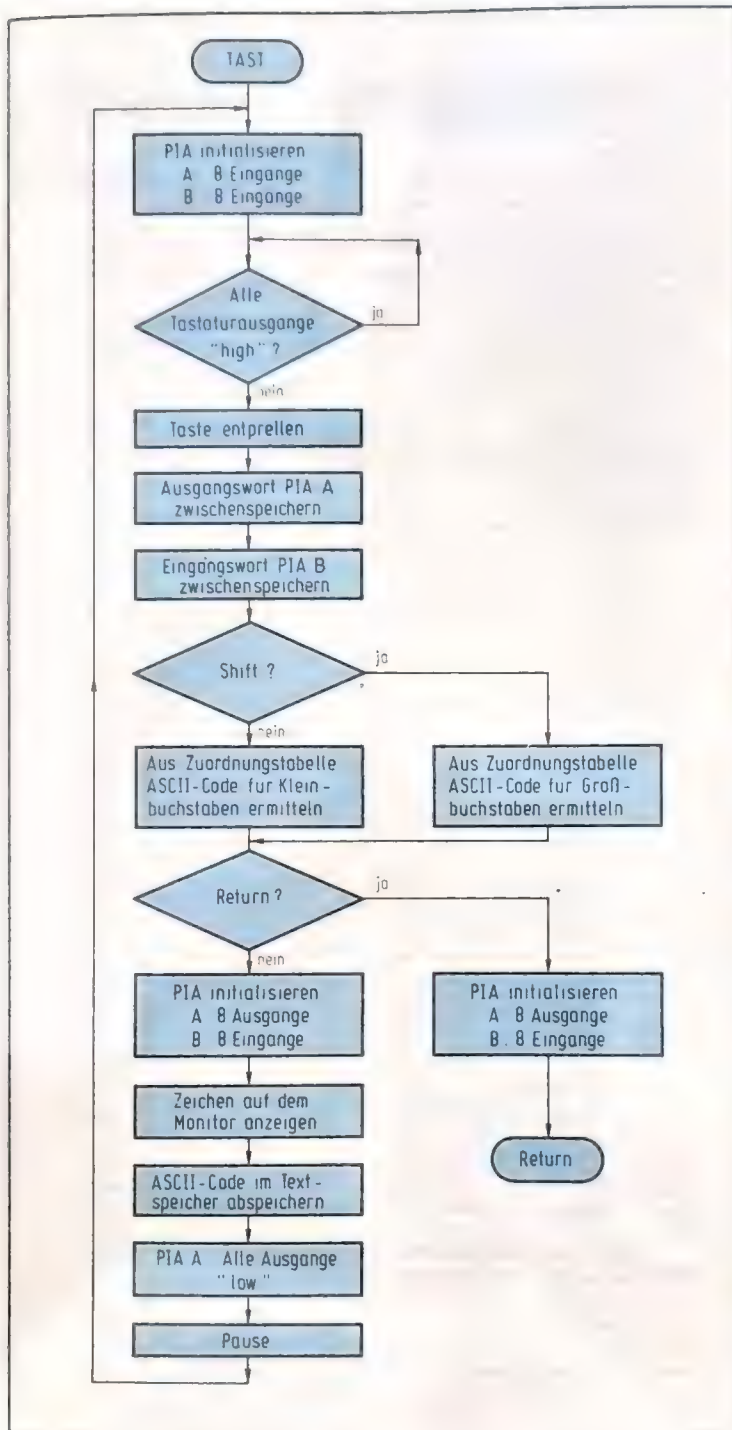 TAST
PIA initialisieren
A 8 Eingänge
B 8 Eingänge
Alle
Tastaturausgänge
"high" ?
ja
nein
Taste entprellen
Ausgangswort PIA A
zwischenspeichern
Eingangswort PIA B
zwischenspeichern
Shift ?
ja
nein
Aus Zuordnungstabelle
ASCII-Code für Klein-
buchstaben ermitteln
Aus Zuordnungstabelle
ASCII-Code für Groß-
buchstaben ermitteln
Return ?
ja
nein
PIA initialisieren
A 8 Ausgänge
B 8 Eingänge
PIA initialisieren
A 8 Ausgänge
B. 8 Eingänge
Zeichen auf dem
Monitor anzeigen
Return
ASCII-Code im Text-
speicher abspeichern
PIA A Alle Ausgänge
"low"
Pause